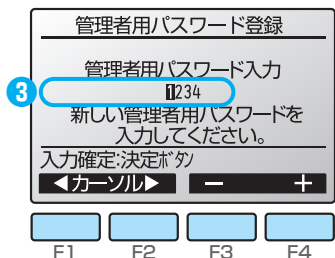 管理者用パスワード登録
管理者用パスワード入力
3 1234
新しい管理者用パスワードを
入力してください。
入力確定:決定ボタン
◀カーソル▶ － ＋
F1 F2 F3 F4